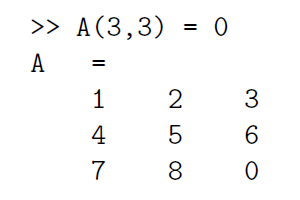 >> A(3,3) = 0
A =
1 2 3
4 5 6
7 8 0